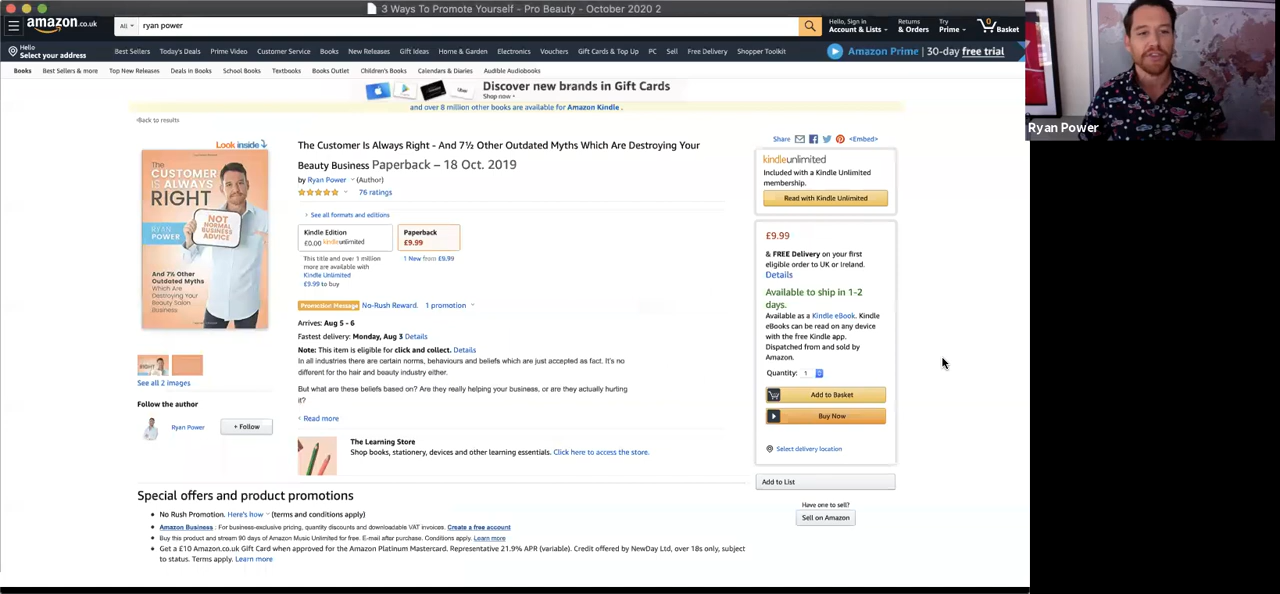 3 Ways To Promote Yourself - Pro Beauty - October 2020 2
amazon.co.uk
All
ryan power
Hello, Sign in
Account & Lists
Returns
& Orders
Try
Prime
0
Basket
Hello
Select your address
Best Sellers Today's Deals Prime Video Customer Service Books New Releases Gift Ideas Home & Garden Electronics Vouchers Gift Cards & Top Up PC Sell Free Delivery Shopper Toolkit
Amazon Prime | 30-day free trial
Books Best Sellers & more Top New Releases Deals in Books School Books Textbooks Books Outlet Children's Books Calendars & Diaries Audible Audiobooks
Discover new brands in Gift Cards
Shop now ›
and over 8 million other books are available for Amazon Kindle .
‹Back to results
Look inside
The
CUSTOMER
IS ALWAYS
RIGHT
NOT
NORMAL
BUSINESS
ADVICE
RYAN
POWER
And 7½ Other
Outdated Myths
Which Are
Destroying Your
Beauty Salon
Business
See all 2 images
Follow the author
Ryan Power
+ Follow
The Customer Is Always Right - And 7½ Other Outdated Myths Which Are Destroying Your
Beauty Business Paperback – 18 Oct. 2019
by Ryan Power (Author)
76 ratings
› See all formats and editions
Kindle Edition
£0.00 kindleunlimited
This title and over 1 million
more are available with
Kindle Unlimited
£9.99 to buy
Paperback
£9.99
1 New from £9.99
Promotion Message No-Rush Reward. 1 promotion
Arrives: Aug 5 - 6
Fastest delivery: Monday, Aug 3 Details
Note: This item is eligible for click and collect. Details
In all industries there are certain norms, behaviours and beliefs which are just accepted as fact. It's no
different for the hair and beauty industry either.
But what are these beliefs based on? Are they really helping your business, or are they actually hurting
it?
Read more
The Learning Store
Shop books, stationery, devices and other learning essentials. Click here to access the store.
Special offers and product promotions
• No Rush Promotion. Here's how (terms and conditions apply)
• Amazon Business : For business-exclusive pricing, quantity discounts and downloadable VAT invoices. Create a free account
• Buy this product and stream 90 days of Amazon Music Unlimited for free. E-mail after purchase. Conditions apply. Learn more
• Get a £10 Amazon.co.uk Gift Card when approved for the Amazon Platinum Mastercard. Representative 21.9% APR (variable). Credit offered by NewDay Ltd, over 18s only, subject
to status. Terms apply. Learn more
Share <Embed>
kindleunlimited
Included with a Kindle Unlimited
membership.
Read with Kindle Unlimited
£9.99
& FREE Delivery on your first
eligible order to UK or Ireland.
Details
Available to ship in 1-2
days.
Available as a Kindle eBook. Kindle
eBooks can be read on any device
with the free Kindle app.
Dispatched from and sold by
Amazon.
Quantity: 1
Add to Basket
Buy Now
Select delivery location
Add to List
Have one to sell?
Sell on Amazon
Ryan Power